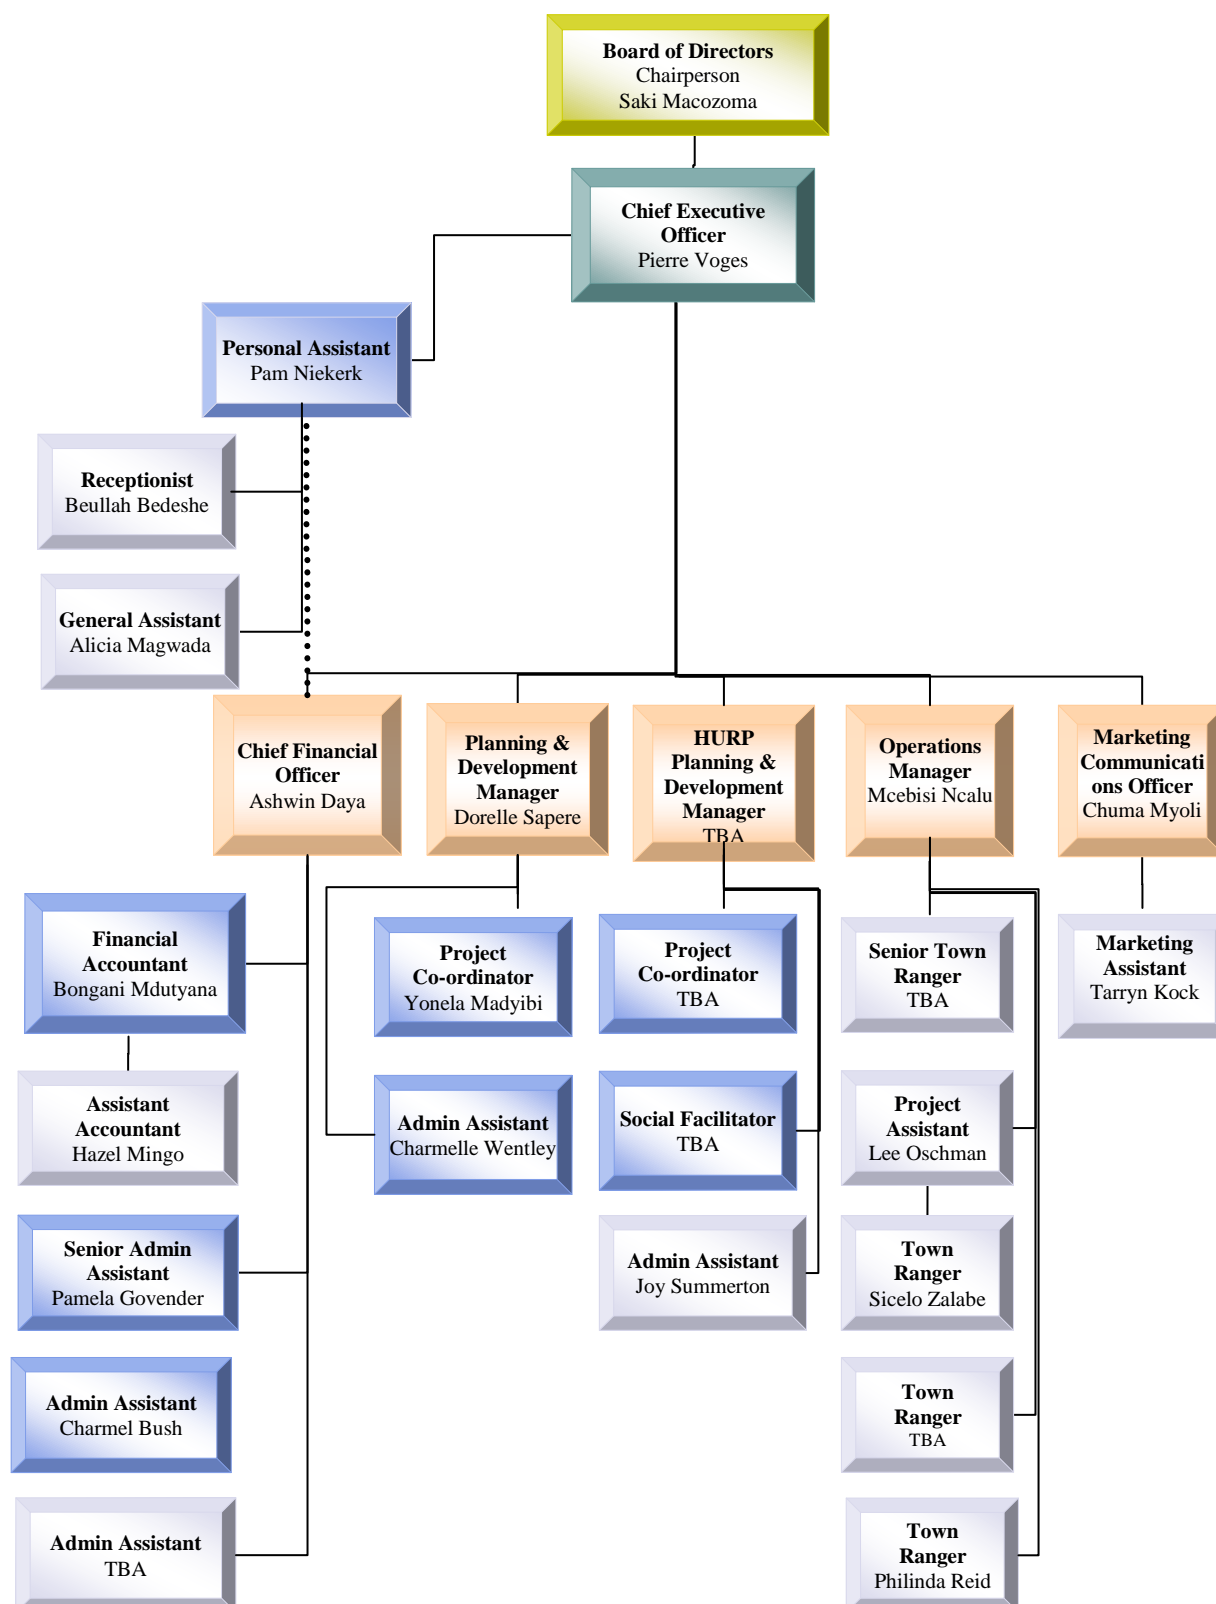 Board of Directors
Chairperson
Saki Macozoma
Chief Executive
Officer
Pierre Voges
Personal Assistant
Pam Niekerk
Receptionist
Beullah Bedeshe
General Assistant
Alicia Magwada
Chief Financial
Officer
Ashwin Daya
Planning &
Development
Manager
Dorelle Sapere
HURP
Planning &
Development
Manager
TBA
Operations
Manager
Mcebisi Ncalu
Marketing
Communicati
ons Officer
Chuma Myoli
Financial
Accountant
Bongani Mdutyana
Project
Co-ordinator
Yonela Madyibi
Project
Co-ordinator
TBA
Senior Town
Ranger
TBA
Marketing
Assistant
Tarryn Kock
Assistant
Accountant
Hazel Mingo
Admin Assistant
Charmelle Wentley
Social Facilitator
TBA
Project
Assistant
Lee Oschman
Senior Admin
Assistant
Pamela Govender
Admin Assistant
Joy Summerton
Town
Ranger
Sicelo Zalabe
Admin Assistant
Charmel Bush
Town
Ranger
TBA
Admin Assistant
TBA
Town
Ranger
Philinda Reid